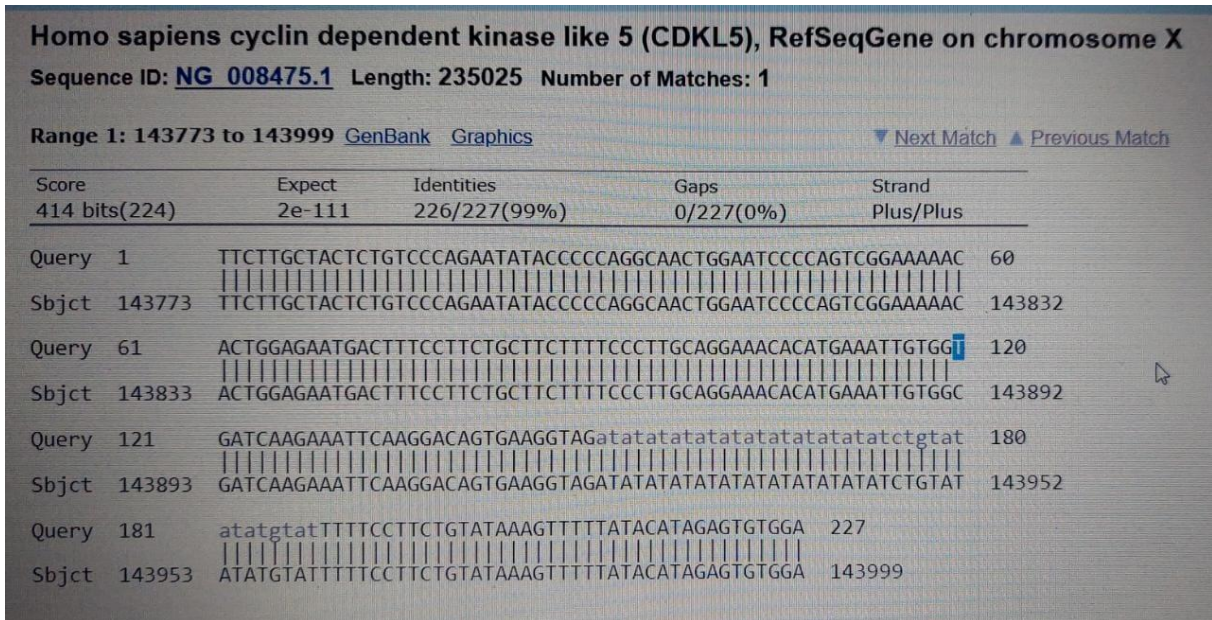 Homo sapiens cyclin dependent kinase like 5 (CDKL5), RefSeqGene on chromosome X
Sequence ID: NG_008475.1 Length: 235025 Number of Matches: 1
Range 1: 143773 to 143999 GenBank Graphics ▼ Next Match ▲ Previous Match
Score Expect Identities Gaps Strand
414 bits(224) 2e-111 226/227(99%) 0/227(0%) Plus/Plus
Query 1 TTCTTGCTACTCTGTCCCAGAATATACCCCCAGGCAACTGGAATCCCCAGTCGGAAAAAC 60
Sbjct 143773 TTCTTGCTACTCTGTCCCAGAATATACCCCCAGGCAACTGGAATCCCCAGTCGGAAAAAC 143832
Query 61 ACTGGAGAATGACTTTCCTTCTGCTTCTTTTCCCTTGCAGGAAACACATGAAATTGTGGT 120
Sbjct 143833 ACTGGAGAATGACTTTCCTTCTGCTTCTTTTCCCTTGCAGGAAACACATGAAATTGTGGC 143892
Query 121 GATCAAGAAATTCAAGGACAGTGAAGGTAGatatatatatatatatatatatatctgtat 180
Sbjct 143893 GATCAAGAAATTCAAGGACAGTGAAGGTAGATATATATATATATATATATATATCTGTAT 143952
Query 181 atatgtatTTTTCCTTCTGTATAAAGTTTTTATACATAGAGTGTGGA 227
Sbjct 143953 ATATGTATTTTTCCTTCTGTATAAAGTTTTTATACATAGAGTGTGGA 143999